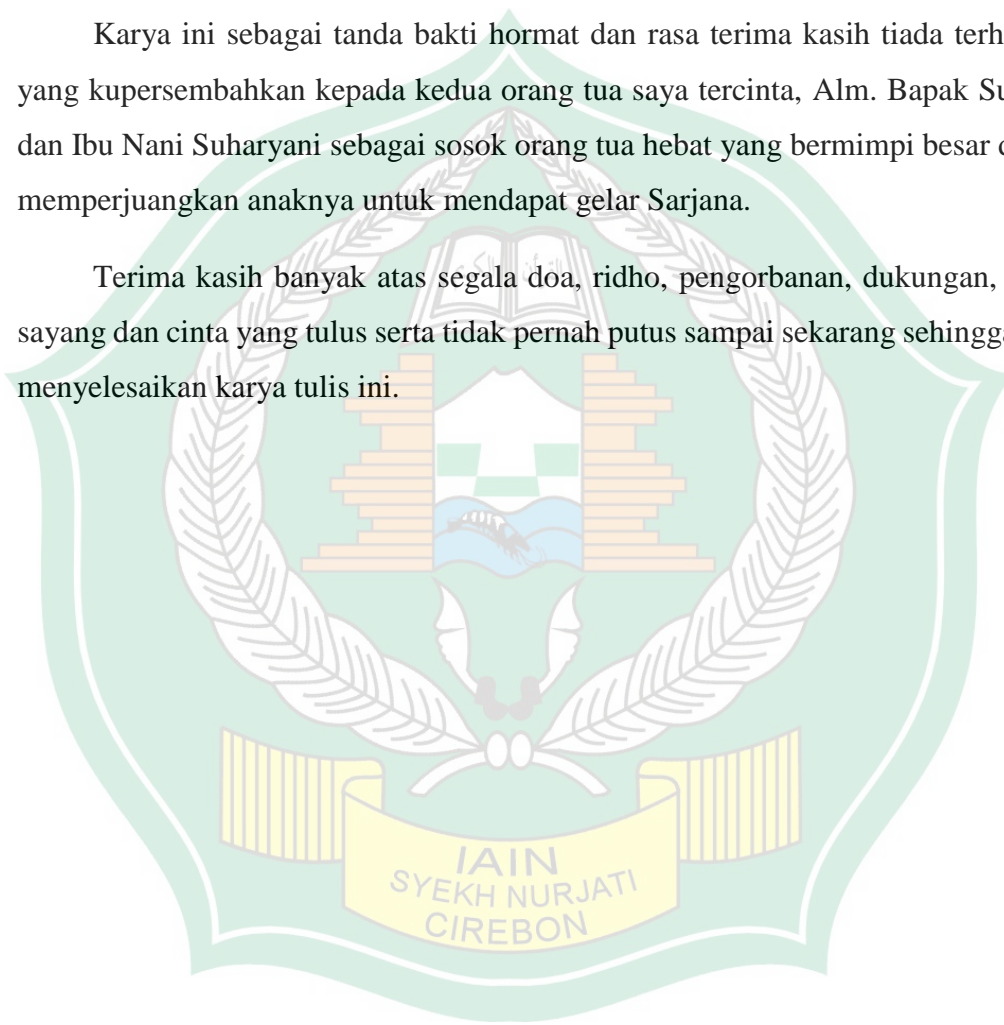 Karya ini sebagai tanda bakti hormat dan rasa terima kasih tiada terh
yang kupersembahkan kepada kedua orang tua saya tercinta, Alm. Bapak Su
dan Ibu Nani Suharyani sebagai sosok orang tua hebat yang bermimpi besar
memperjuangkan anaknya untuk mendapat gelar Sarjana.
Terima kasih banyak atas segala doa, ridho, pengorbanan, dukungan,
sayang dan cinta yang tulus serta tidak pernah putus sampai sekarang sehingga
menyelesaikan karya tulis ini.
IAIN
SYEKH NURJATI
CIREBON